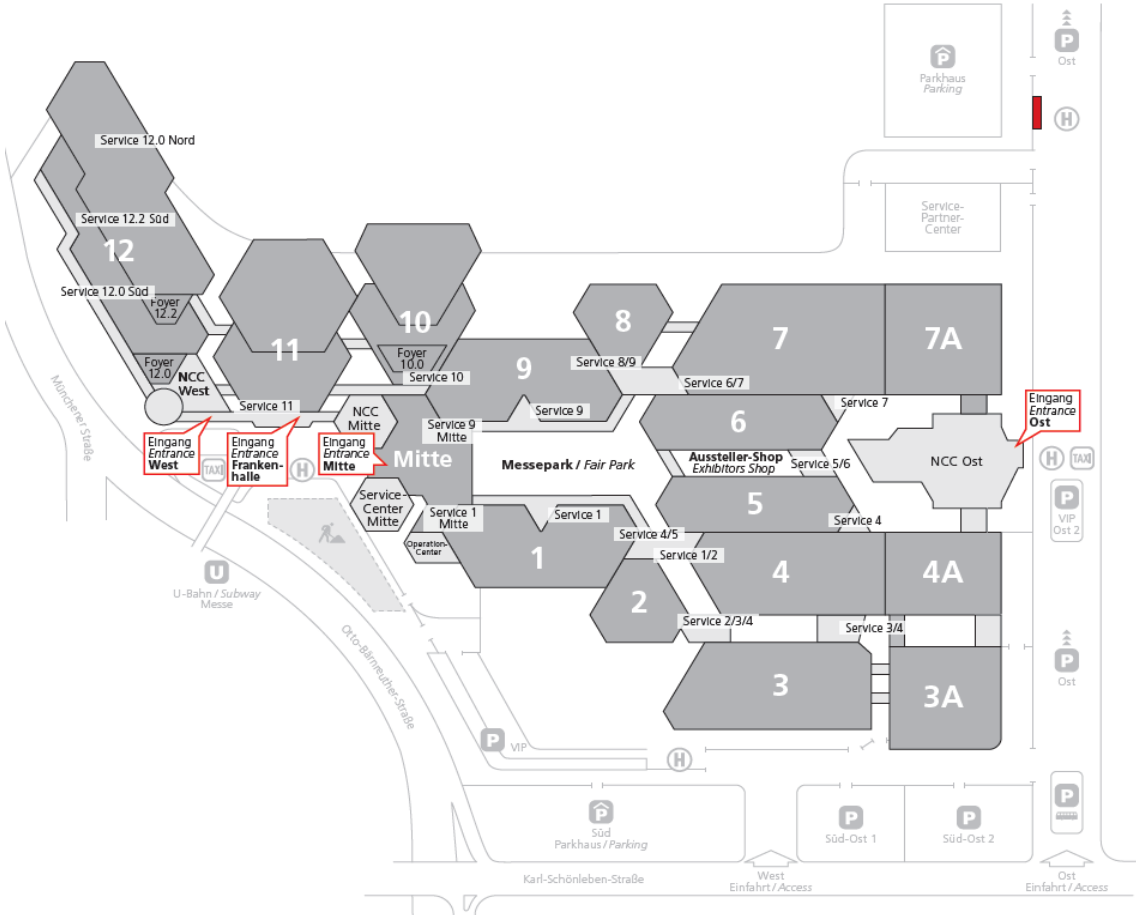 P
Ost
P
Parkhaus
Parking
H
Service 12.0 Nord
Service-
Partner-
Center
Service 12.2 Süd
12
Service 12.0 Süd
Foyer
12.2
10
8
7
7A
11
Foyer
10.0
Foyer
12.0
9
Service 8/9
NCC
West
Service 10
Service 6/7
Service 11
NCC
Mitte
Service 9
Service 9
Mitte
6
Service 7
Eingang
Entrance
Ost
Münchener Straße
Eingang
Entrance
West
Eingang
Entrance
Franken-
halle
Eingang
Entrance
Mitte
TAXI
H
Mitte
Messepark / Fair Park
Aussteller-Shop
Exhibitors Shop
Service 5/6
NCC Ost
H
TAXI
Service-
Center
Mitte
Service 1
Mitte
Service 1
5
Service 4
P
VIP
Ost 2
Operation-
Center
Service 4/5
Service 1/2
1
4
4A
U
U-Bahn / Subway
Messe
2
Service 2/3/4
Service 3/4
Otto-Bärnreuther-Straße
P
Ost
3
3A
P VIP
H
P
Süd
Parkhaus / Parking
P
Süd-Ost 1
P
Süd-Ost 2
P
Karl-Schönleben-Straße
West
Einfahrt / Access
Ost
Einfahrt / Access